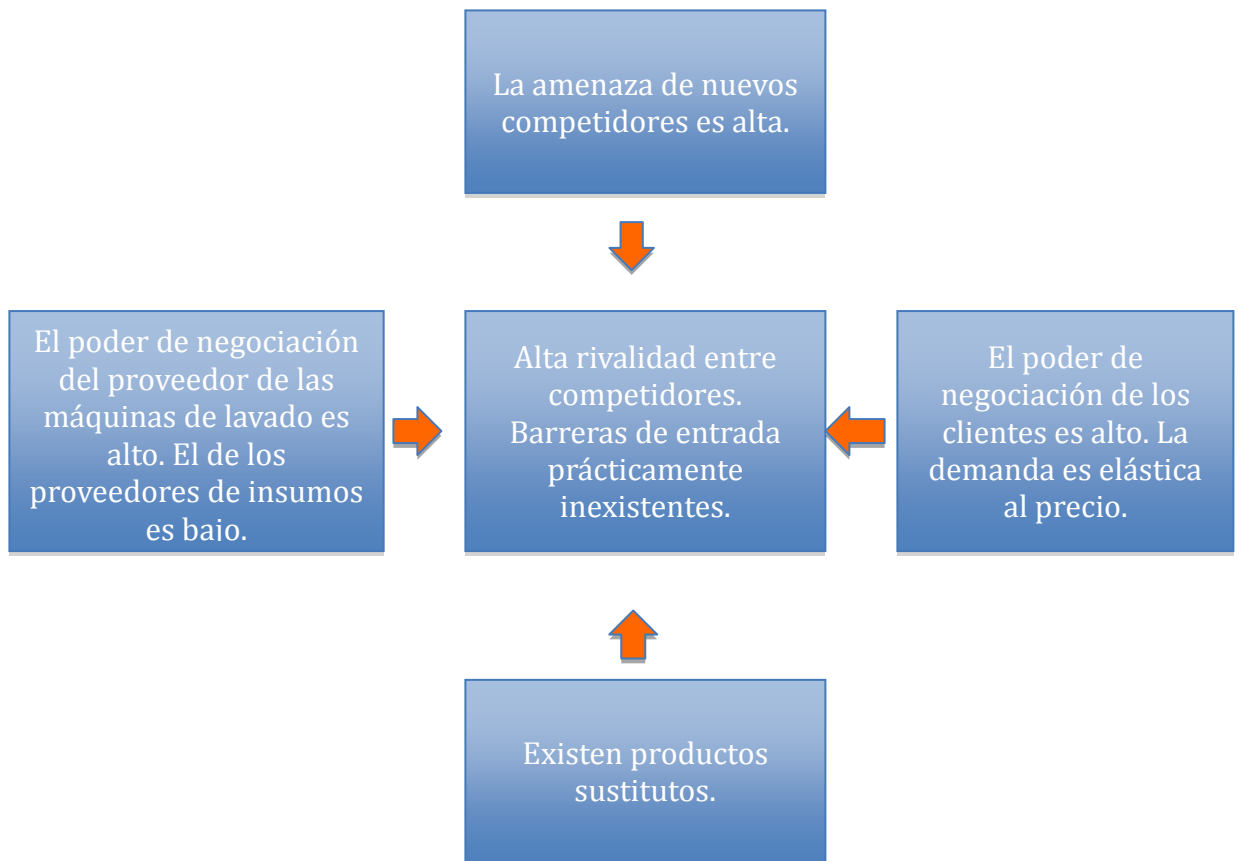 La amenaza de nuevos
competidores es alta.
El poder de negociación
del proveedor de las
máquinas de lavado es
alto. El de los
proveedores de insumos
es bajo.
Alta rivalidad entre
competidores.
Barreras de entrada
prácticamente
inexistentes.
El poder de
negociación de los
clientes es alto. La
demanda es elástica
al precio.
Existen productos
sustitutos.